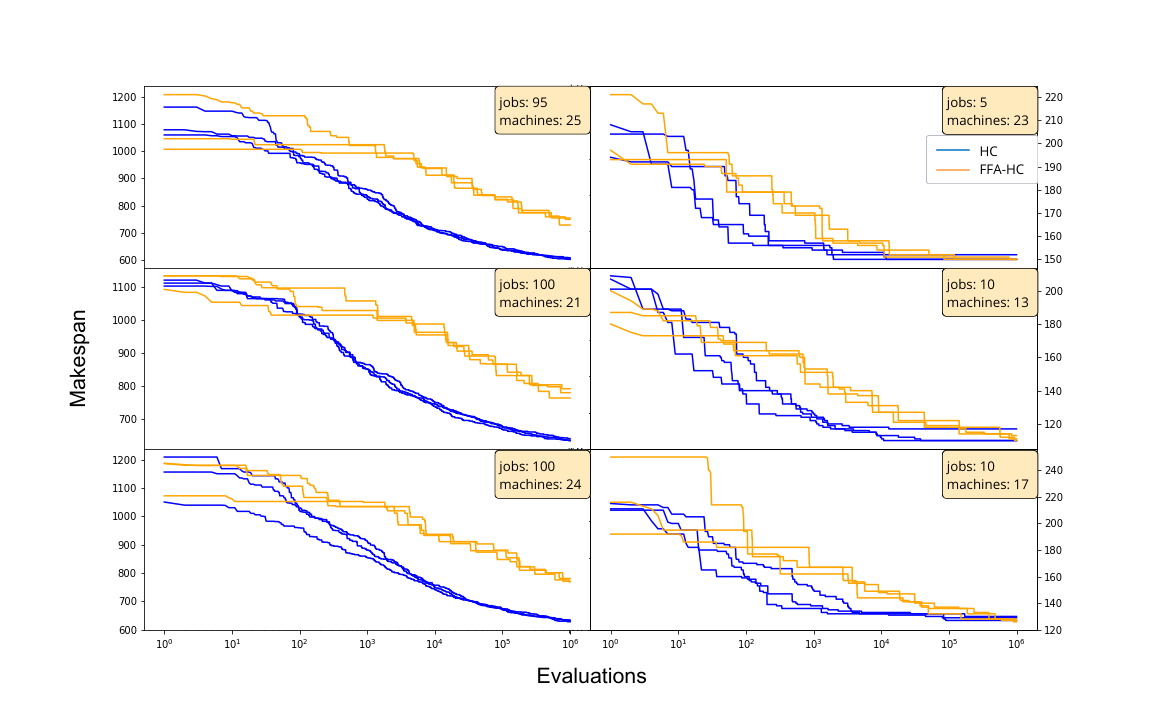 1200
1100
1000
900
800
700
600
jobs: 95
machines: 25
220
210
200
190
180
170
160
150
jobs: 5
machines: 23
HC
FFA-HC
1100
1000
900
800
700
jobs: 100
machines: 21
200
180
160
140
120
jobs: 10
machines: 13
1200
1100
1000
900
800
700
600
jobs: 100
machines: 24
240
220
200
180
160
140
120
jobs: 10
machines: 17
10⁰ 10¹ 10² 10³ 10⁴ 10⁵ 10⁶
10⁰ 10¹ 10² 10³ 10⁴ 10⁵ 10⁶
Makespan
Evaluations